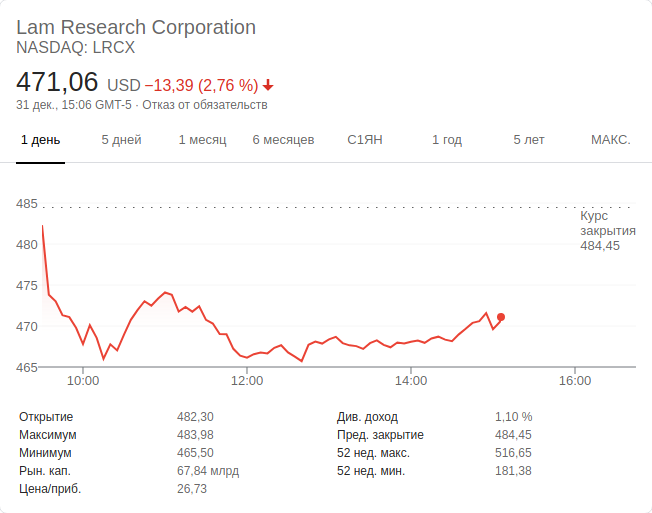 Lam Research Corporation
NASDAQ: LRCX
471,06 USD −13,39 (2,76 %)
31 дек., 15:06 GMT-5 · Отказ от обязательств
1 день 5 дней 1 месяц 6 месяцев С1ЯН 1 год 5 лет МАКС.
485
Курс
закрытия
484,45
480
475
470
465
10:00 12:00 14:00 16:00
Открытие 482,30 Див. доход 1,10 %
Максимум 483,98 Пред. закрытие 484,45
Минимум 465,50 52 нед. макс. 516,65
Рын. кап. 67,84 млрд 52 нед. мин. 181,38
Цена/приб. 26,73